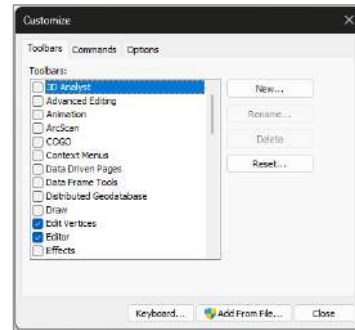 Customize
Toolbars Commands Options
Toolbars:
3D Analyst
Advanced Editing
Animation
ArcScan
COGO
Context Menus
Data Driven Pages
Data Frame Tools
Distributed Geodatabase
Draw
Edit Vertices
Editor
Effects
New...
Rename...
Delete
Reset...
Keyboard... Add From File... Close